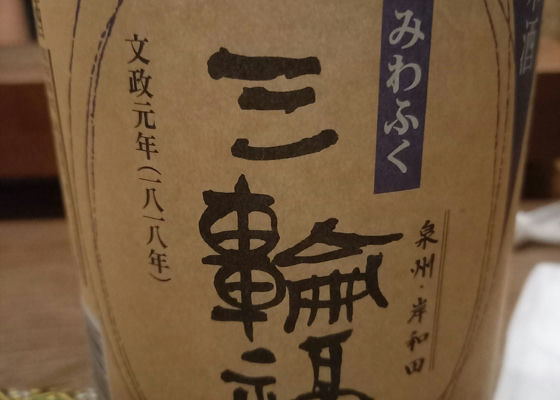 みわふく
三輪福
泉州・岸和田
文政元年(一八一八年)